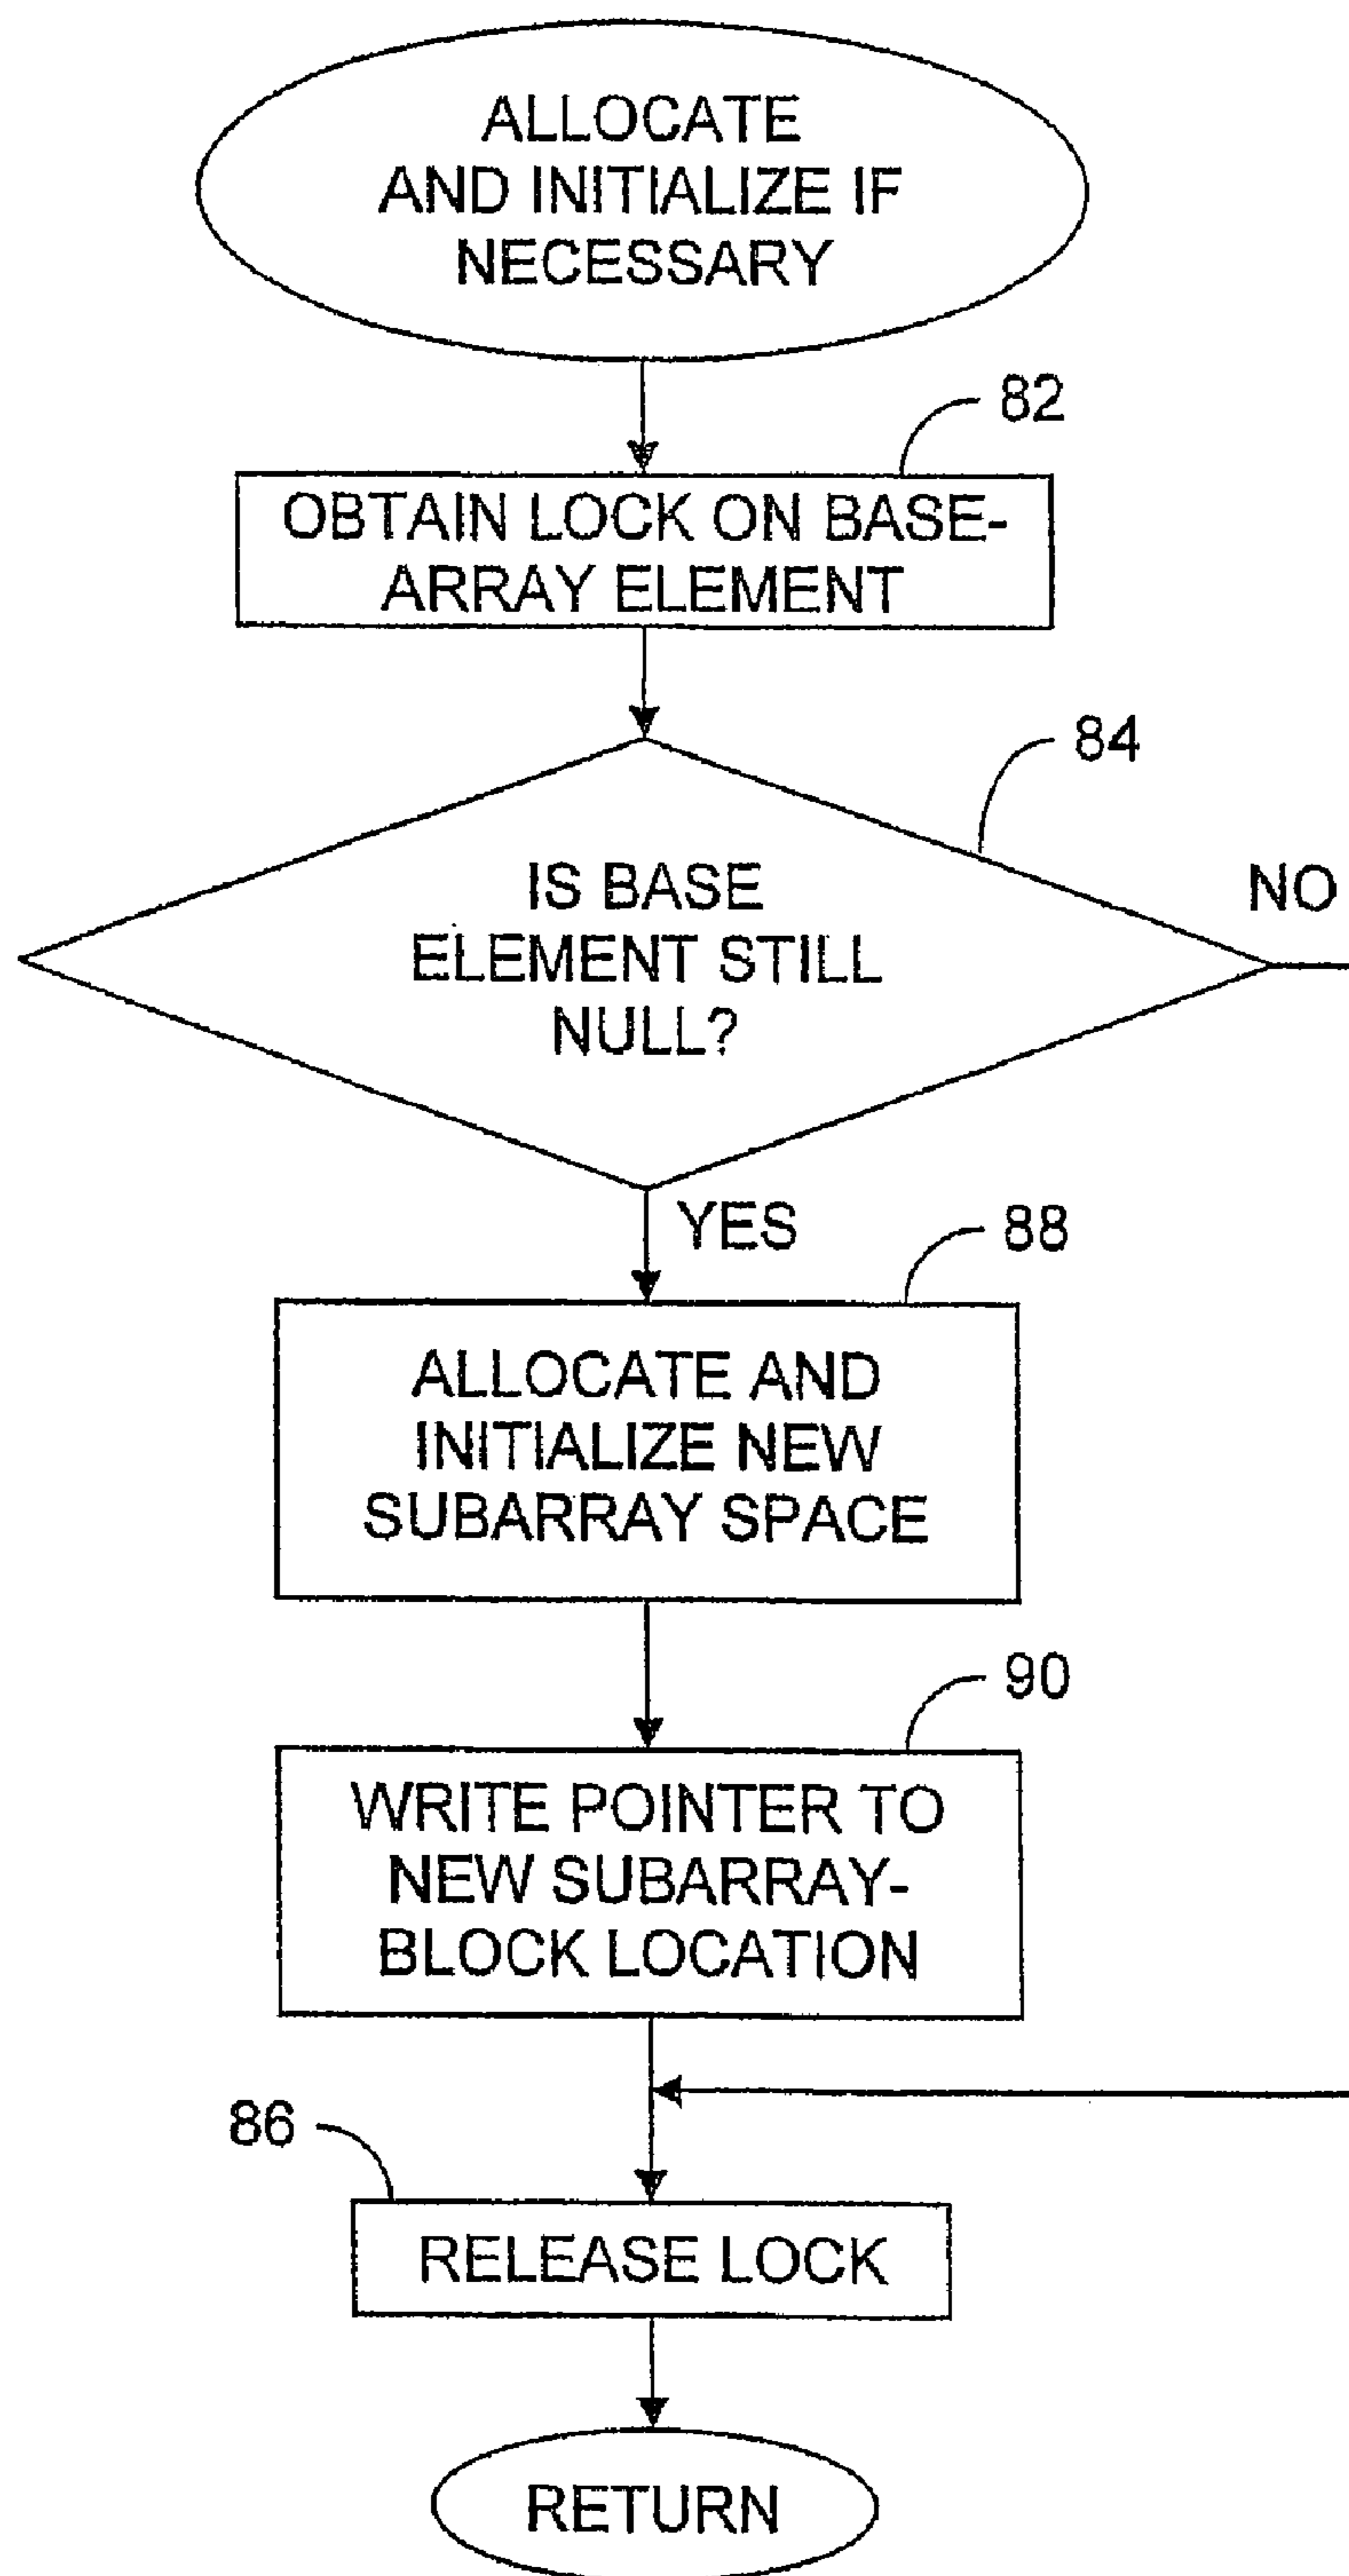 ALLOCATE
AND INITIALIZE IF
NECESSARY
82
OBTAIN LOCK ON BASE-
ARRAY ELEMENT
84
IS BASE
ELEMENT STILL
NULL?
NO
YES
88
ALLOCATE AND
INITIALIZE NEW
SUBARRAY SPACE
90
WRITE POINTER TO
NEW SUBARRAY-
BLOCK LOCATION
86
RELEASE LOCK
RETURN